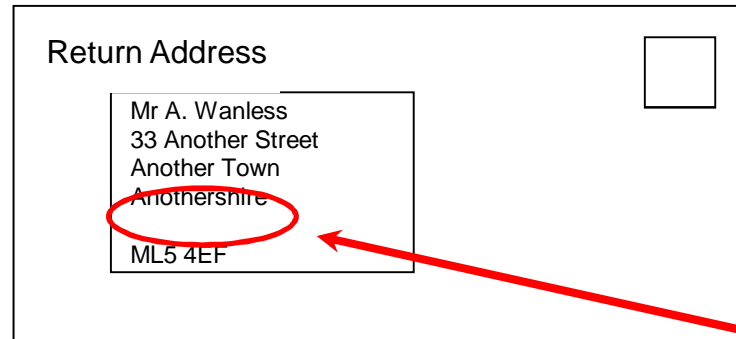 Return Address
Mr A. Wanless
33 Another Street
Another Town
Anothershire
ML5 4EF